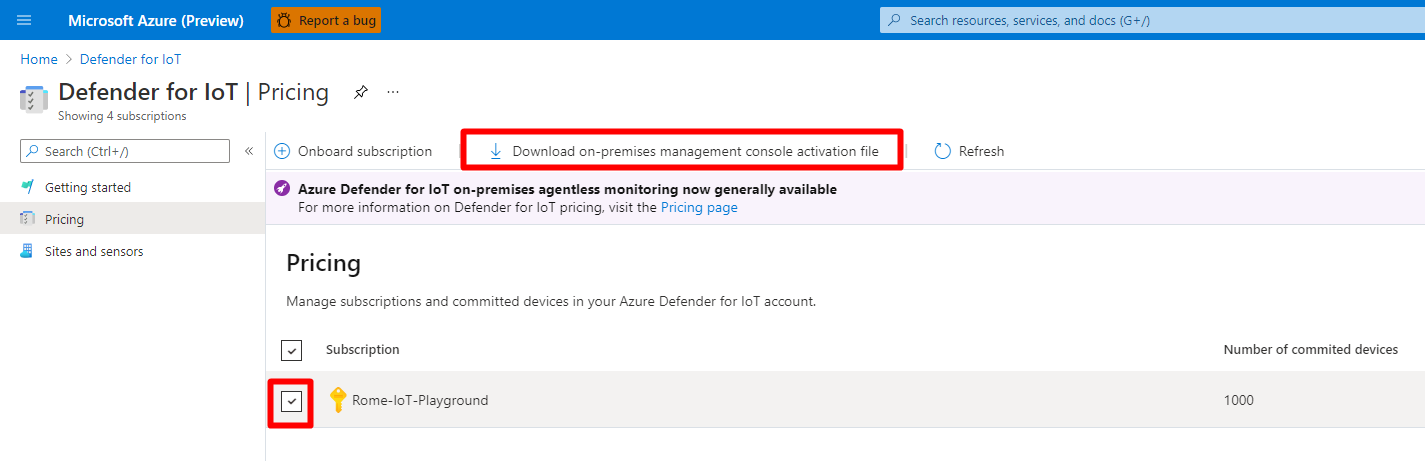 Microsoft Azure (Preview)
Report a bug
Search resources, services, and docs (G+/)
Home > Defender for IoT
Defender for IoT | Pricing
...
Showing 4 subscriptions
Search (Ctrl+/)
«
Onboard subscription
Download on-premises management console activation file
Refresh
Getting started
Pricing
Sites and sensors
Azure Defender for IoT on-premises agentless monitoring now generally available
For more information on Defender for IoT pricing, visit the Pricing page
Pricing
Manage subscriptions and committed devices in your Azure Defender for IoT account.
Subscription
Number of commited devices
Rome-IoT-Playground
1000